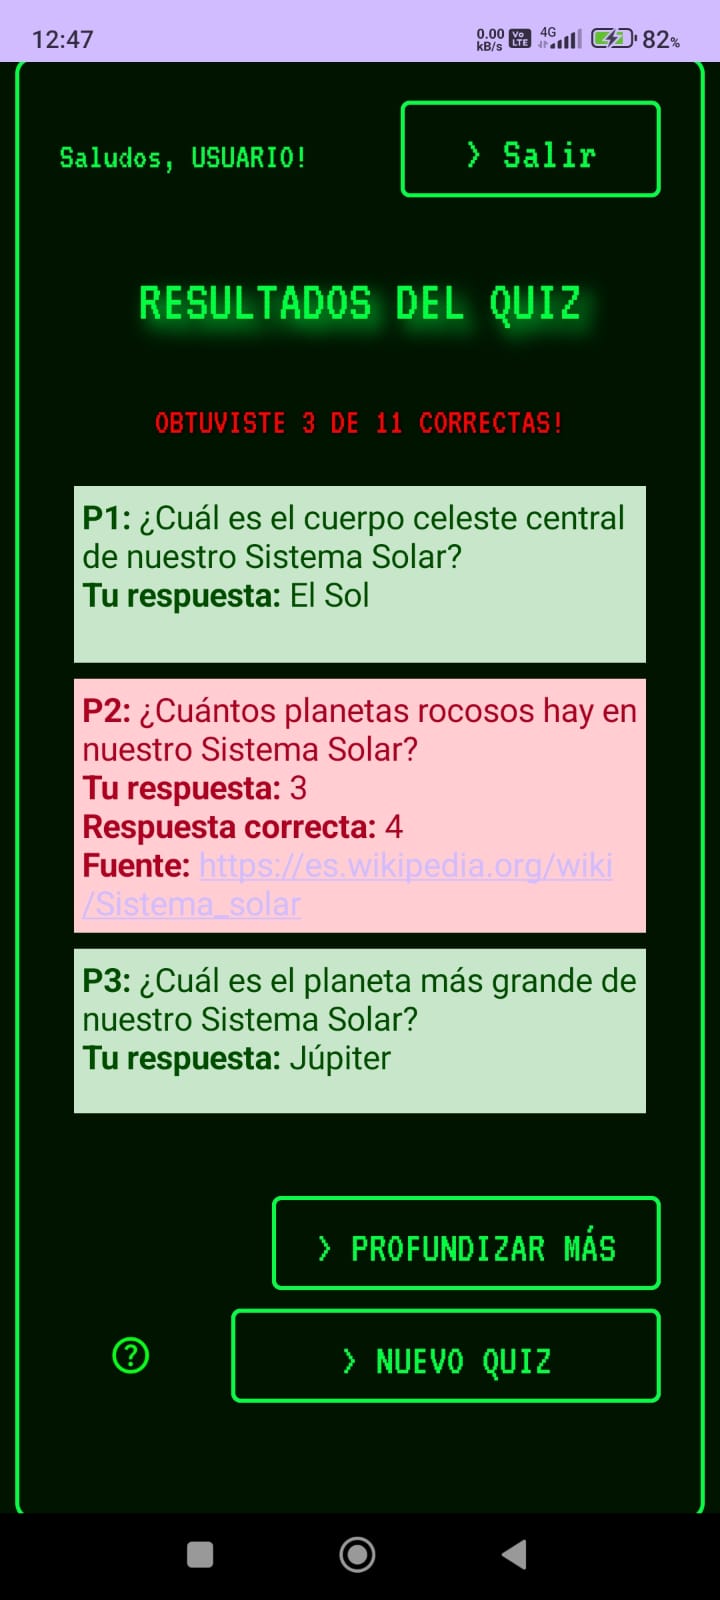 12:47
0.00 kB/s Vo LTE 4G 82%
Saludos, USUARIO!
> Salir
RESULTADOS DEL QUIZ
OBTUVISTE 3 DE 11 CORRECTAS!
P1: ¿Cuál es el cuerpo celeste central
de nuestro Sistema Solar?
Tu respuesta: El Sol
P2: ¿Cuántos planetas rocosos hay en
nuestro Sistema Solar?
Tu respuesta: 3
Respuesta correcta: 4
Fuente: https://es.wikipedia.org/wiki
/Sistema_solar
P3: ¿Cuál es el planeta más grande de
nuestro Sistema Solar?
Tu respuesta: Júpiter
> PROFUNDIZAR MÁS
?
> NUEVO QUIZ